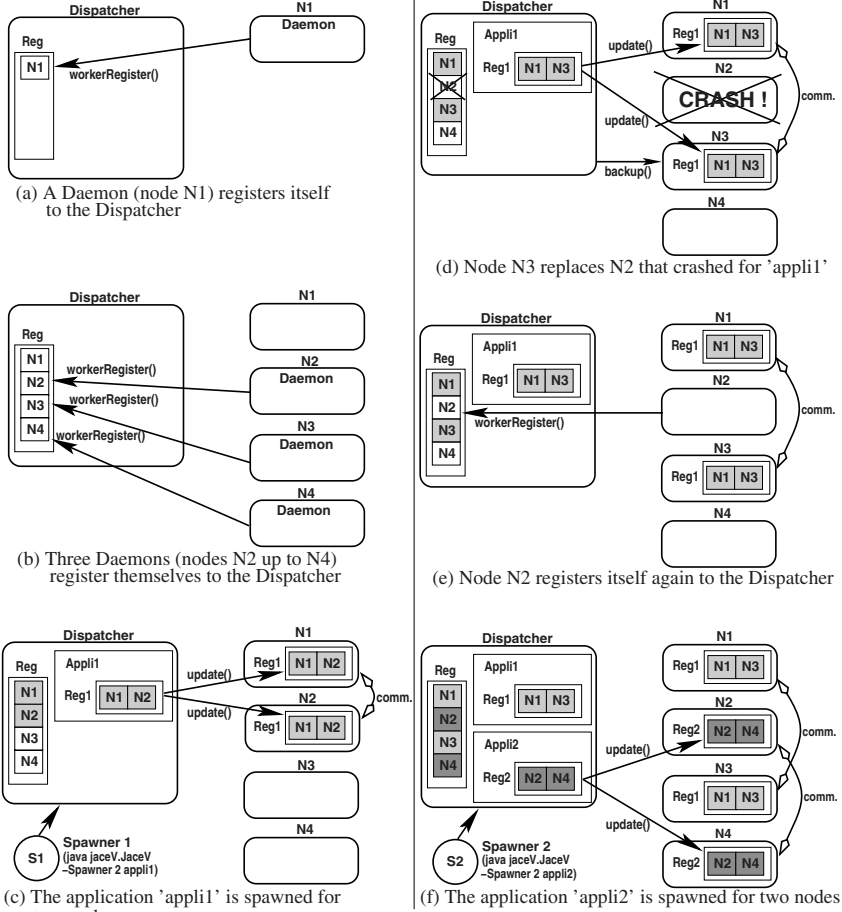 Dispatcher
N1
Daemon
Reg
N1
workerRegister()
(a) A Daemon (node N1) registers itself
to the Dispatcher
Dispatcher
N1
Reg
N1
N2
N3
N4
workerRegister()
workerRegister()
workerRegister()
N2
Daemon
N3
Daemon
N4
Daemon
(b) Three Daemons (nodes N2 up to N4)
register themselves to the Dispatcher
Dispatcher
Reg
N1
N2
N3
N4
Appli1
Reg1 N1 N2
update()
update()
N1
Reg1 N1 N2
N2
Reg1 N1 N2
comm.
N3
N4
S1
Spawner 1
(java jaceV.JaceV
–Spawner 2 appli1)
(c) The application 'appli1' is spawned for
Dispatcher
Reg
N1
N2
N3
N4
Appli1
Reg1 N1 N3
update()
update()
backup()
N1
Reg1 N1 N3
N2
CRASH !
comm.
N3
Reg1 N1 N3
N4
(d) Node N3 replaces N2 that crashed for 'appli1'
Dispatcher
Reg
N1
N2
N3
N4
Appli1
Reg1 N1 N3
workerRegister()
N1
Reg1 N1 N3
N2
comm.
N3
Reg1 N1 N3
N4
(e) Node N2 registers itself again to the Dispatcher
Dispatcher
Reg
N1
N2
N3
N4
Appli1
Reg1 N1 N3
Appli2
Reg2 N2 N4
update()
update()
N1
Reg1 N1 N3
N2
Reg2 N2 N4
comm.
N3
Reg1 N1 N3
comm.
N4
Reg2 N2 N4
S2
Spawner 2
(java jaceV.JaceV
–Spawner 2 appli2)
(f) The application 'appli2' is spawned for two nodes